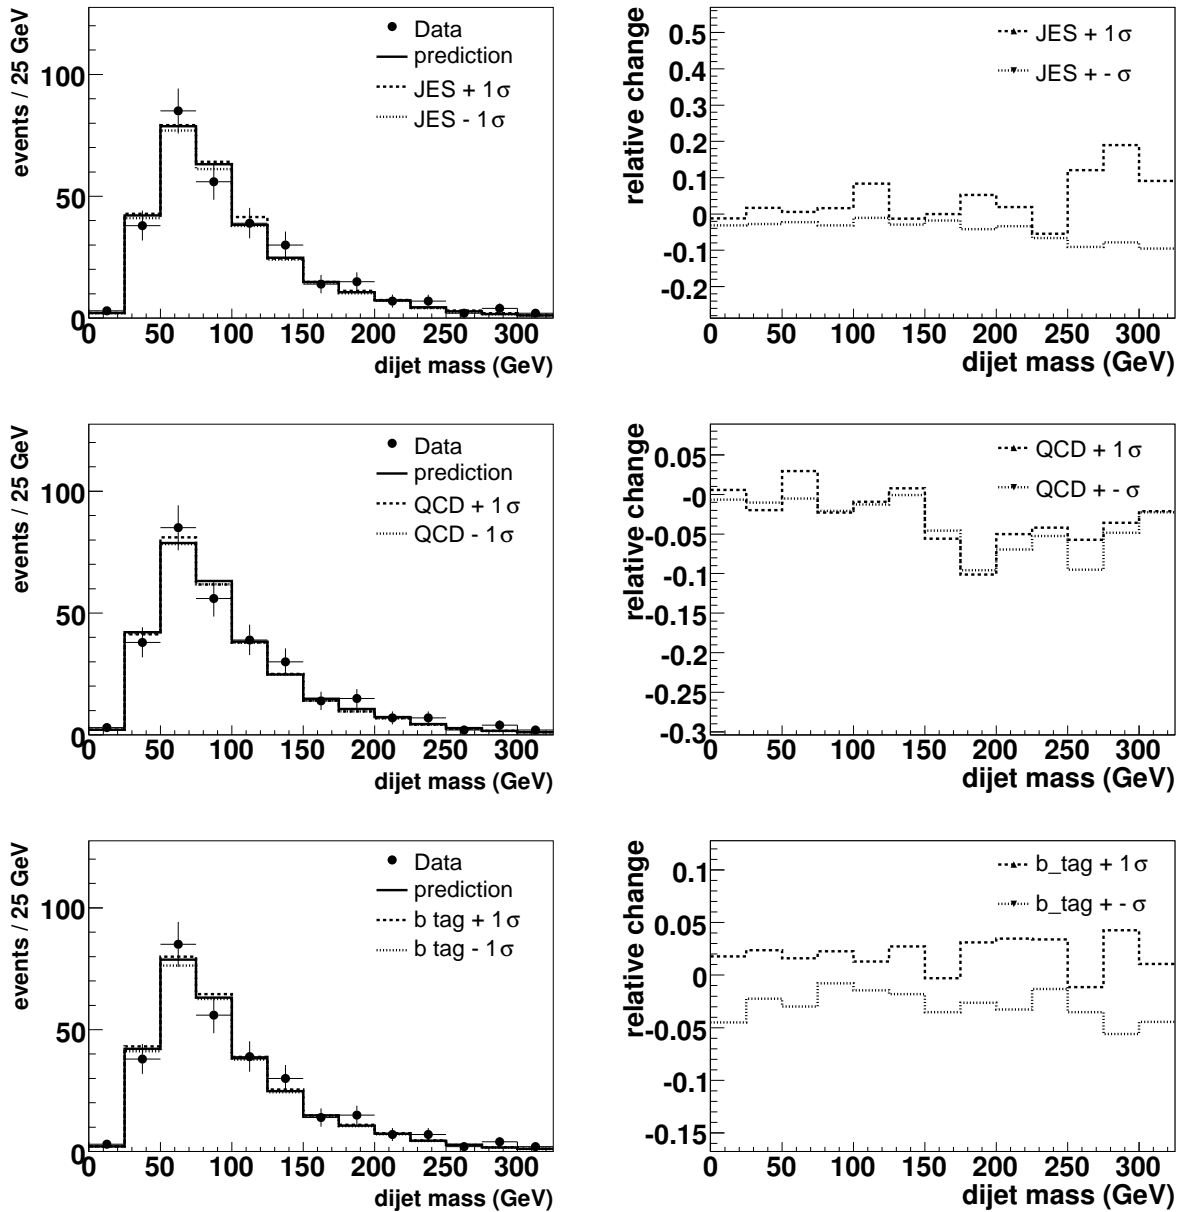 events / 25 GeV
100
50
0
Data
prediction
JES + 1σ
JES - 1σ
0 50 100 150 200 250 300
dijet mass (GeV)
relative change
0.5
0.4
0.3
0.2
0.1
0
-0.1
-0.2
JES + 1σ
JES + - σ
0 50 100 150 200 250 300
dijet mass (GeV)
events / 25 GeV
100
50
0
Data
prediction
QCD + 1σ
QCD - 1σ
0 50 100 150 200 250 300
dijet mass (GeV)
relative change
0.05
-0
-0.05
-0.1
-0.15
-0.2
-0.25
-0.3
QCD + 1σ
QCD + - σ
0 50 100 150 200 250 300
dijet mass (GeV)
events / 25 GeV
100
50
0
Data
prediction
b tag + 1σ
b tag - 1σ
0 50 100 150 200 250 300
dijet mass (GeV)
relative change
0.1
0.05
0
-0.05
-0.1
-0.15
b_tag + 1σ
b_tag + - σ
0 50 100 150 200 250 300
dijet mass (GeV)